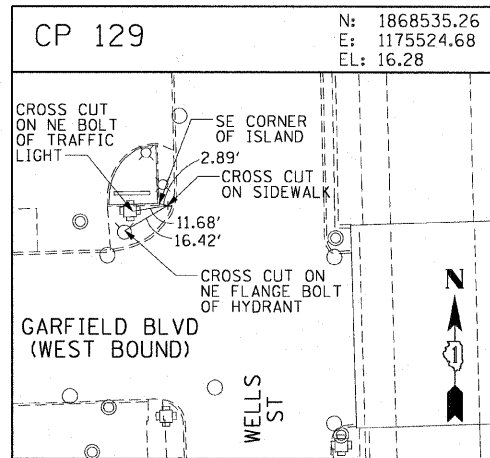 CP 129
N: 1868535.26
E: 1175524.68
EL: 16.28
CROSS CUT
ON NE BOLT
OF TRAFFIC
LIGHT
SE CORNER
OF ISLAND
2.89'
CROSS CUT
ON SIDEWALK
11.68'
16.42'
CROSS CUT ON
NE FLANGE BOLT
OF HYDRANT
GARFIELD BLVD
(WEST BOUND)
WELLS
ST
N
1